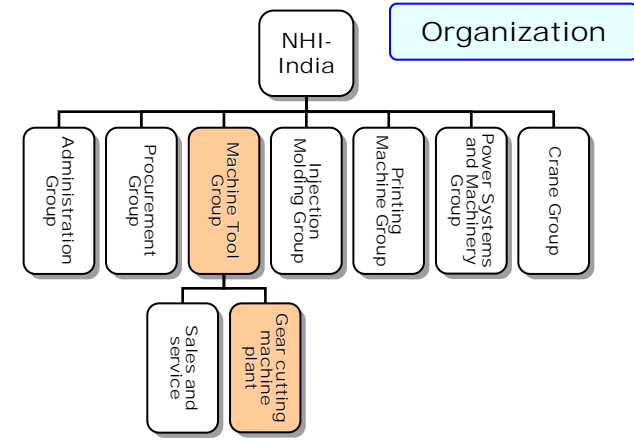 NHI-
India
Organization
Administration
Group
Procurement
Group
Machine Tool
Group
Injection
Molding Group
Printing
Machine Group
Power Systems
and Machinery
Group
Crane Group
Sales and
service
Gear cutting
machine
plant